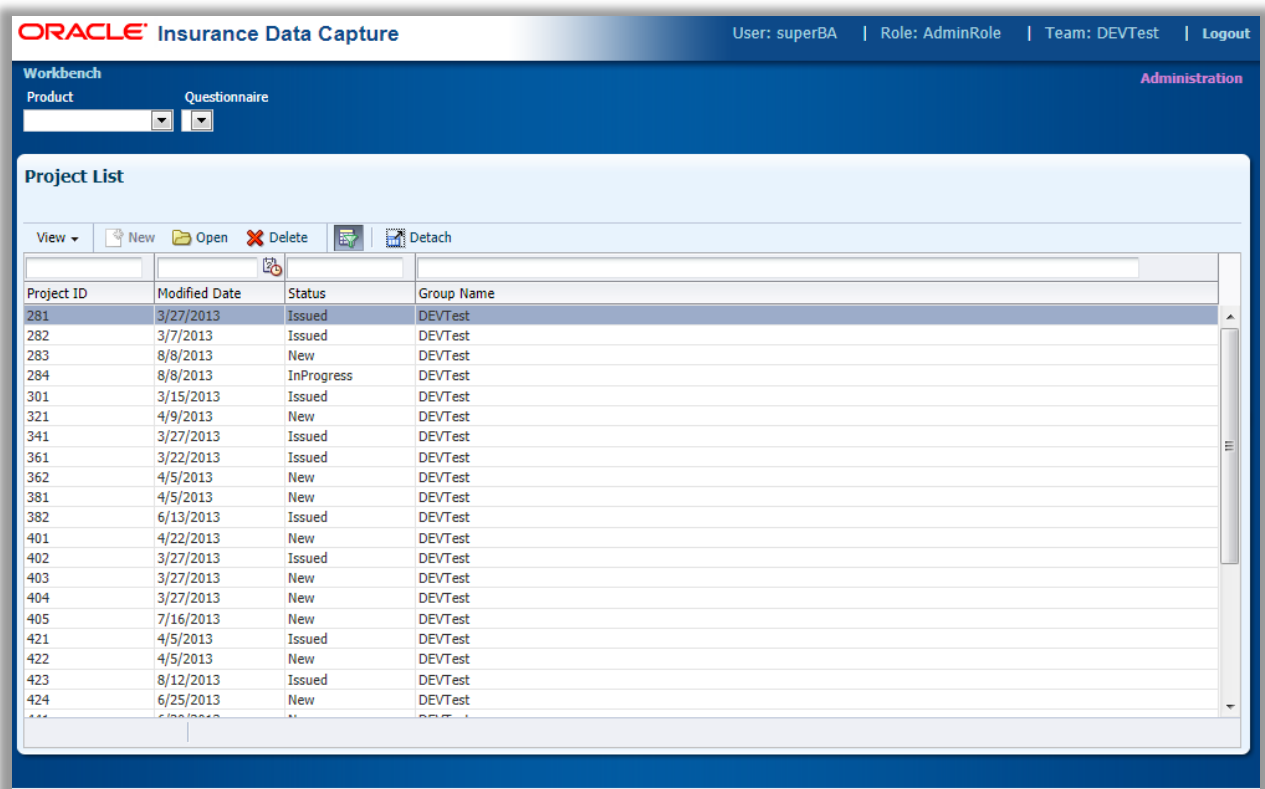 ORACLE Insurance Data Capture User: superBA | Role: AdminRole | Team: DEVTest | Logout
Workbench Administration
Product Questionnaire
Project List
View New Open Delete Detach
Project ID Modified Date Status Group Name
281 3/27/2013 Issued DEVTest
282 3/7/2013 Issued DEVTest
283 8/8/2013 New DEVTest
284 8/8/2013 InProgress DEVTest
301 3/15/2013 Issued DEVTest
321 4/9/2013 New DEVTest
341 3/27/2013 Issued DEVTest
361 3/22/2013 Issued DEVTest
362 4/5/2013 New DEVTest
381 4/5/2013 New DEVTest
382 6/13/2013 Issued DEVTest
401 4/22/2013 New DEVTest
402 3/27/2013 Issued DEVTest
403 3/27/2013 New DEVTest
404 3/27/2013 New DEVTest
405 7/16/2013 New DEVTest
421 4/5/2013 Issued DEVTest
422 4/5/2013 New DEVTest
423 8/12/2013 Issued DEVTest
424 6/25/2013 New DEVTest